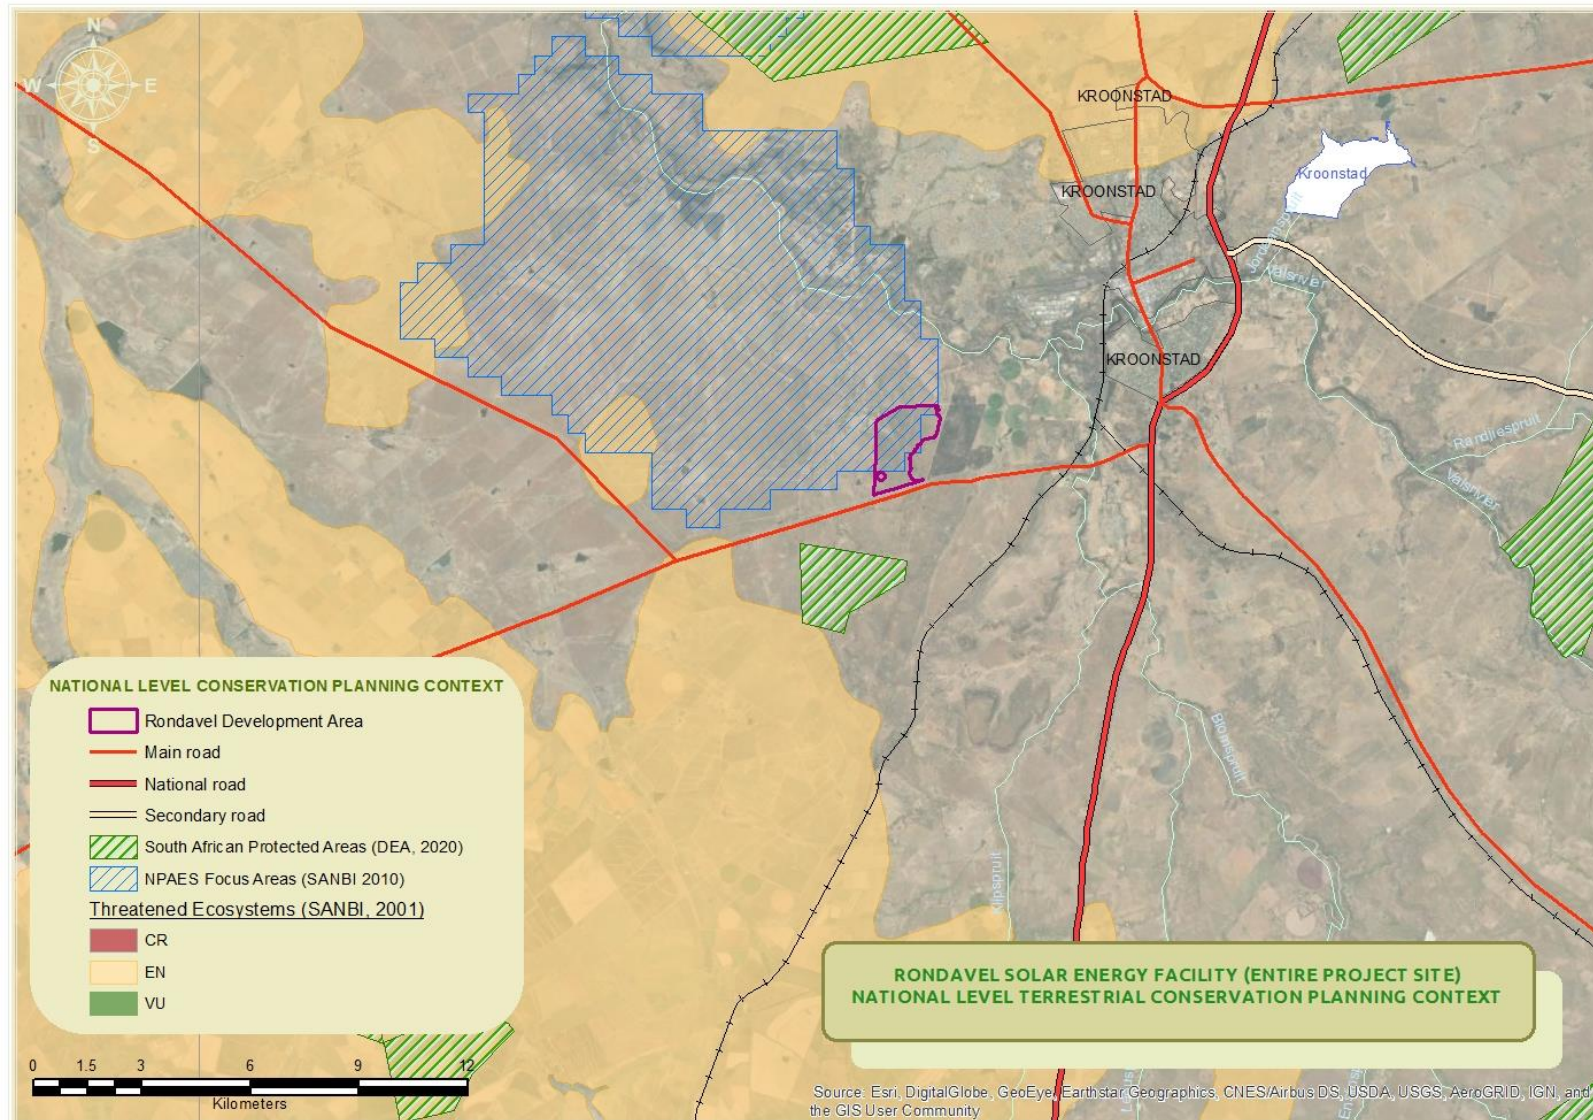 N
W
E
S
KROONSTAD
KROONSTAD
Kroonstad
Jordaanspruit
Valsrivier
KROONSTAD
Randjiespruit
Valsrivier
Blomspruit
Klipspruit
NATIONAL LEVEL CONSERVATION PLANNING CONTEXT
Rondavel Development Area
Main road
National road
Secondary road
South African Protected Areas (DEA, 2020)
NPAES Focus Areas (SANBI 2010)
Threatened Ecosystems (SANBI, 2001)
CR
EN
VU
0 1.5 3 6 9 12
Kilometers
RONDAVEL SOLAR ENERGY FACILITY (ENTIRE PROJECT SITE)
NATIONAL LEVEL TERRESTRIAL CONSERVATION PLANNING CONTEXT
Source: Esri, DigitalGlobe, GeoEye, Earthstar Geographics, CNES/Airbus DS, USDA, USGS, AeroGRID, IGN, and
the GIS User Community